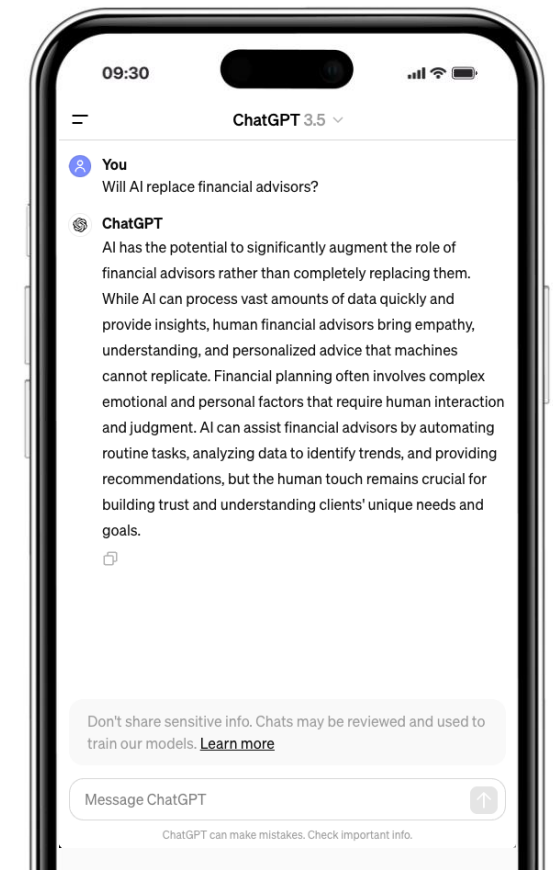 09:30
ChatGPT 3.5
You
Will AI replace financial advisors?
ChatGPT
AI has the potential to significantly augment the role of
financial advisors rather than completely replacing them.
While AI can process vast amounts of data quickly and
provide insights, human financial advisors bring empathy,
understanding, and personalized advice that machines
cannot replicate. Financial planning often involves complex
emotional and personal factors that require human interaction
and judgment. AI can assist financial advisors by automating
routine tasks, analyzing data to identify trends, and providing
recommendations, but the human touch remains crucial for
building trust and understanding clients' unique needs and
goals.
Don't share sensitive info. Chats may be reviewed and used to
train our models. Learn more
Message ChatGPT
ChatGPT can make mistakes. Check important info.